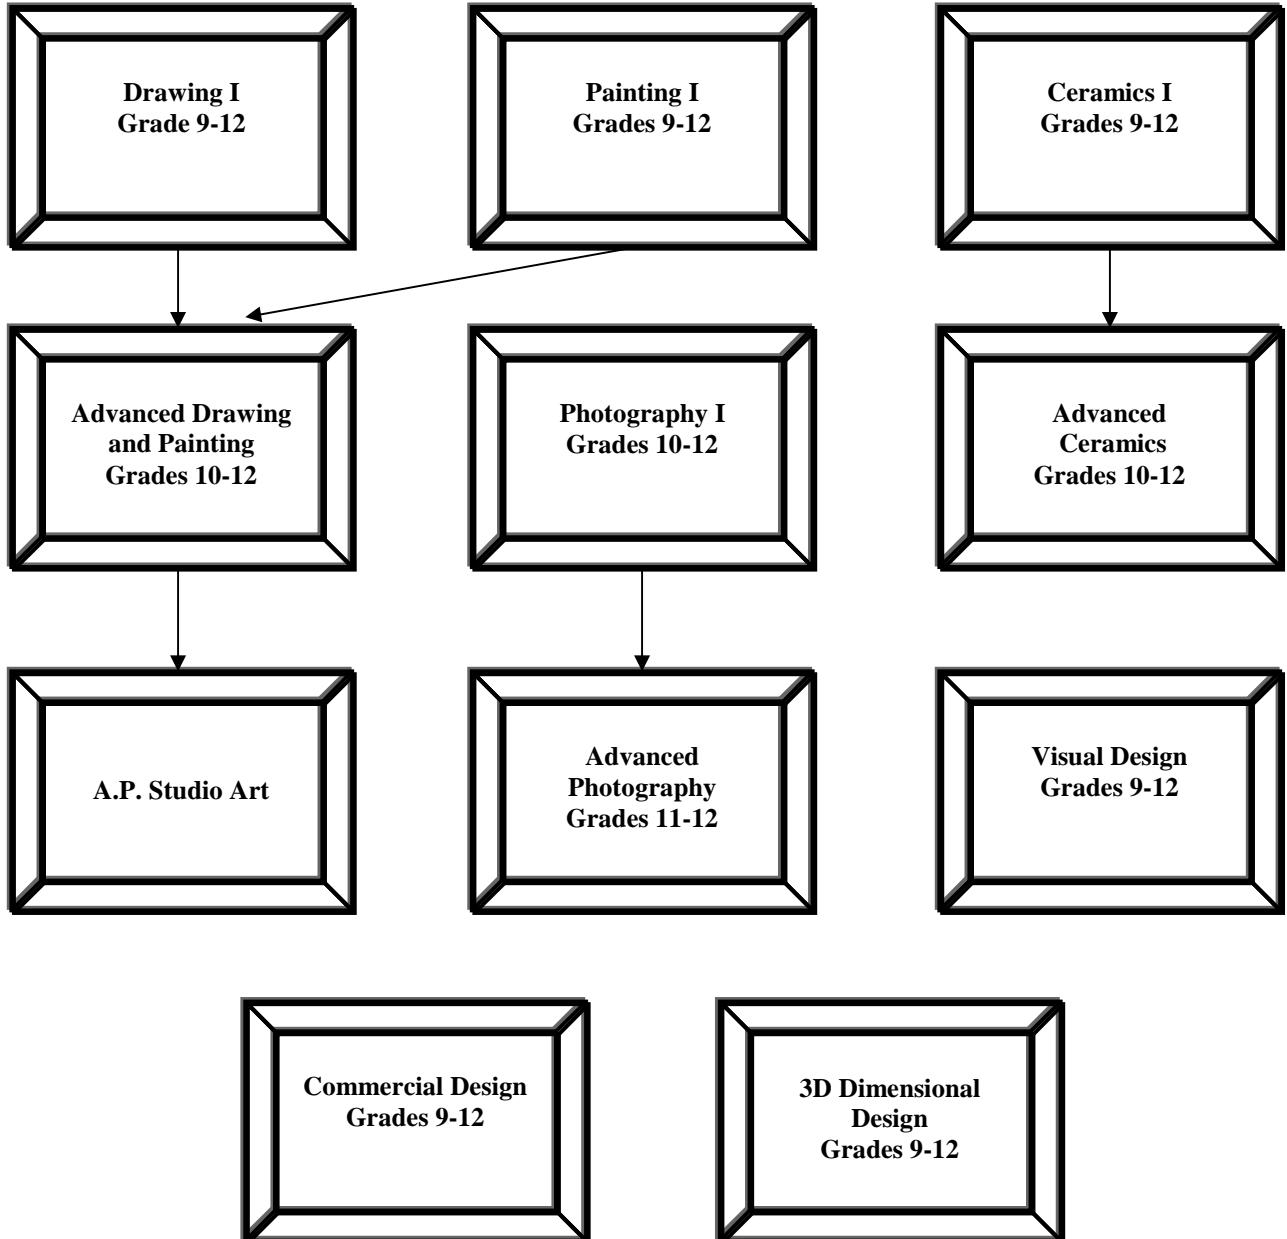 Drawing I
Grade 9-12
Painting I
Grades 9-12
Ceramics I
Grades 9-12
Advanced Drawing
and Painting
Grades 10-12
Photography I
Grades 10-12
Advanced
Ceramics
Grades 10-12
A.P. Studio Art
Advanced
Photography
Grades 11-12
Visual Design
Grades 9-12
Commercial Design
Grades 9-12
3D Dimensional
Design
Grades 9-12